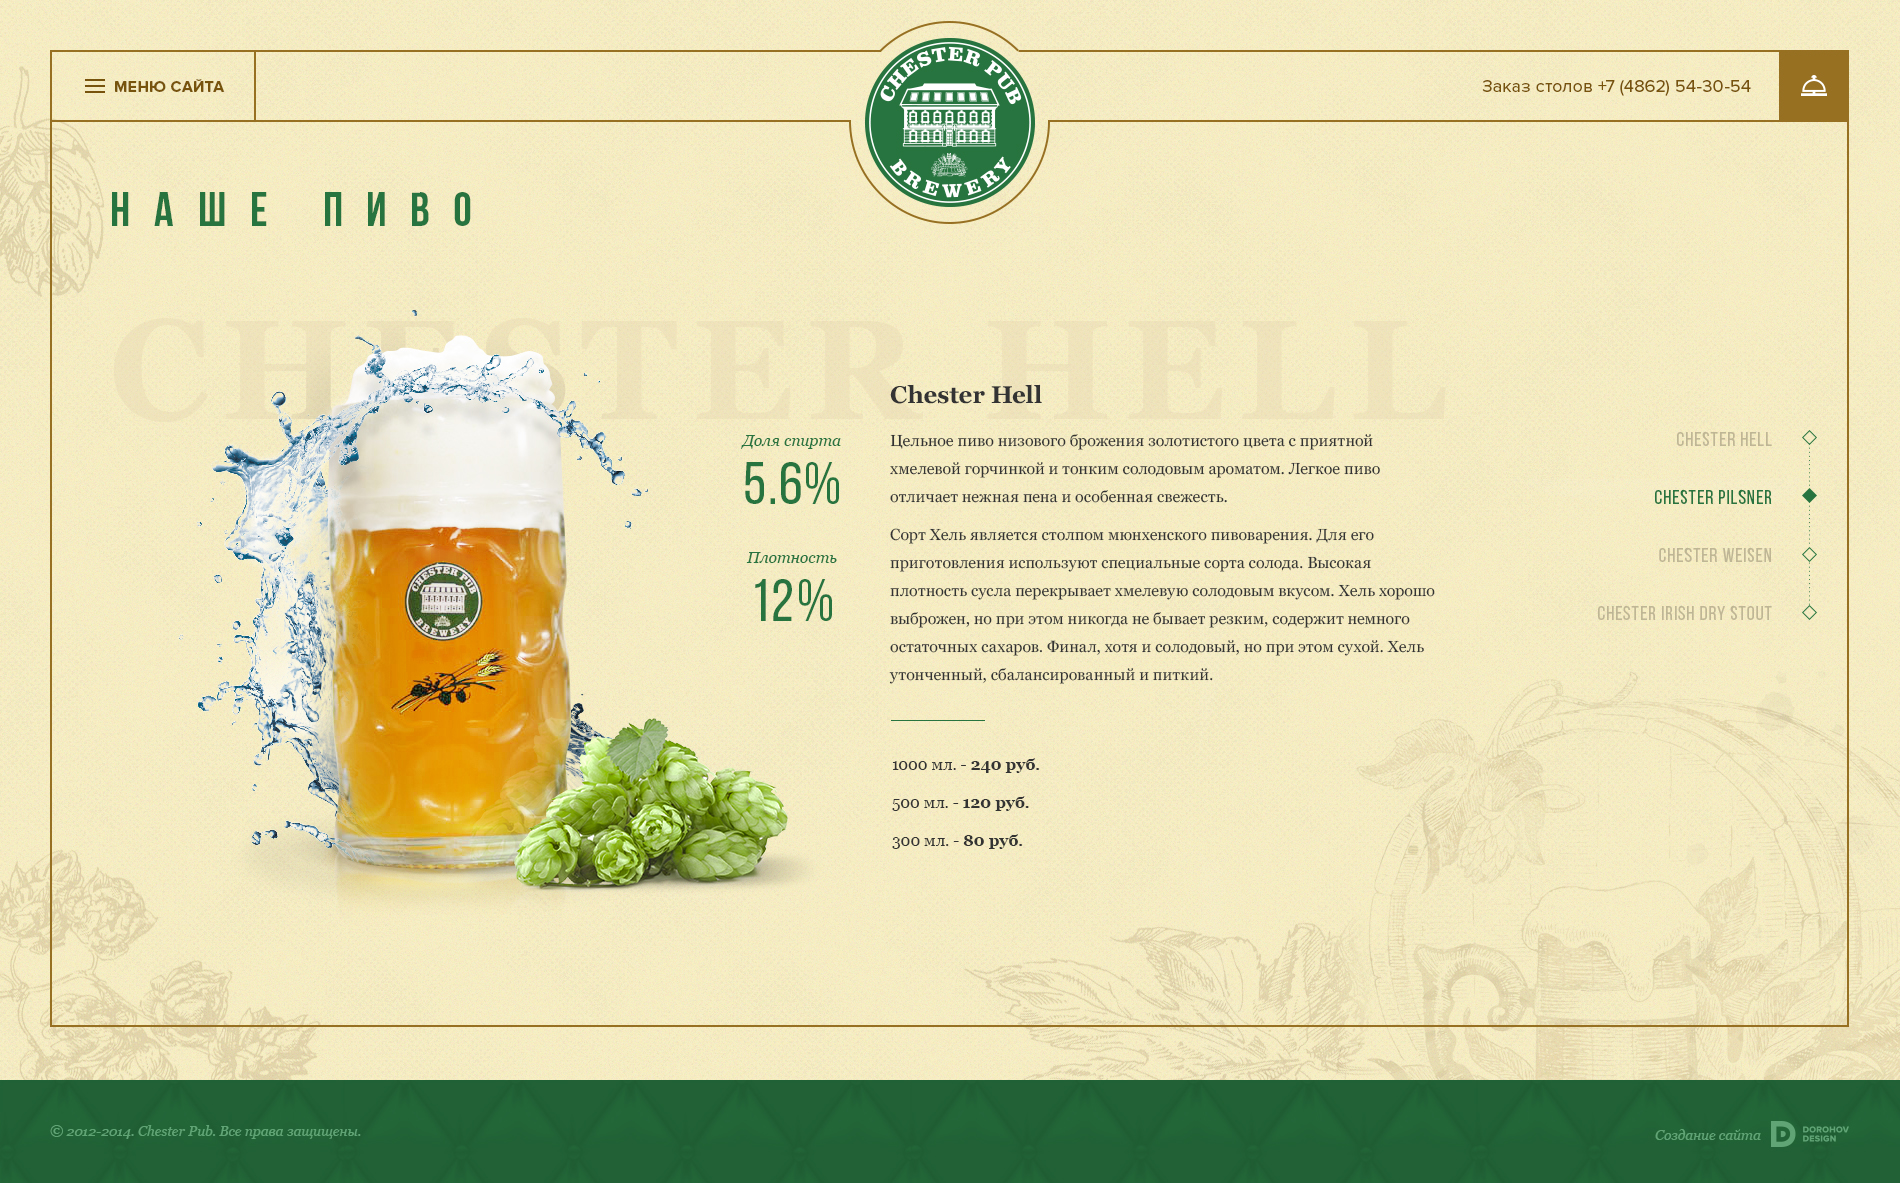 МЕНЮ САЙТА
CHESTER PUB
BREWERY
Заказ столов +7 (4862) 54-30-54
НАШЕ ПИВО
CHESTER HELL
Chester Hell
Доля спирта
5.6%
Плотность
12%
Цельное пиво низового брожения золотистого цвета с приятной
хмелевой горчинкой и тонким солодовым ароматом. Легкое пиво
отличает нежная пена и особенная свежесть.
Сорт Хель является столпом мюнхенского пивоварения. Для его
приготовления используют специальные сорта солода. Высокая
плотность сусла перекрывает хмелевую солодовым вкусом. Хель хорошо
выброжен, но при этом никогда не бывает резким, содержит немного
остаточных сахаров. Финал, хотя и солодовый, но при этом сухой. Хель
утонченный, сбалансированный и питкий.
1000 мл. - 240 руб.
500 мл. - 120 руб.
300 мл. - 80 руб.
CHESTER HELL
CHESTER PILSNER
CHESTER WEISEN
CHESTER IRISH DRY STOUT
CHESTER PUB
BREWERY
© 2012-2014. Chester Pub. Все права защищены.
Создание сайта
DOROHOV
DESIGN